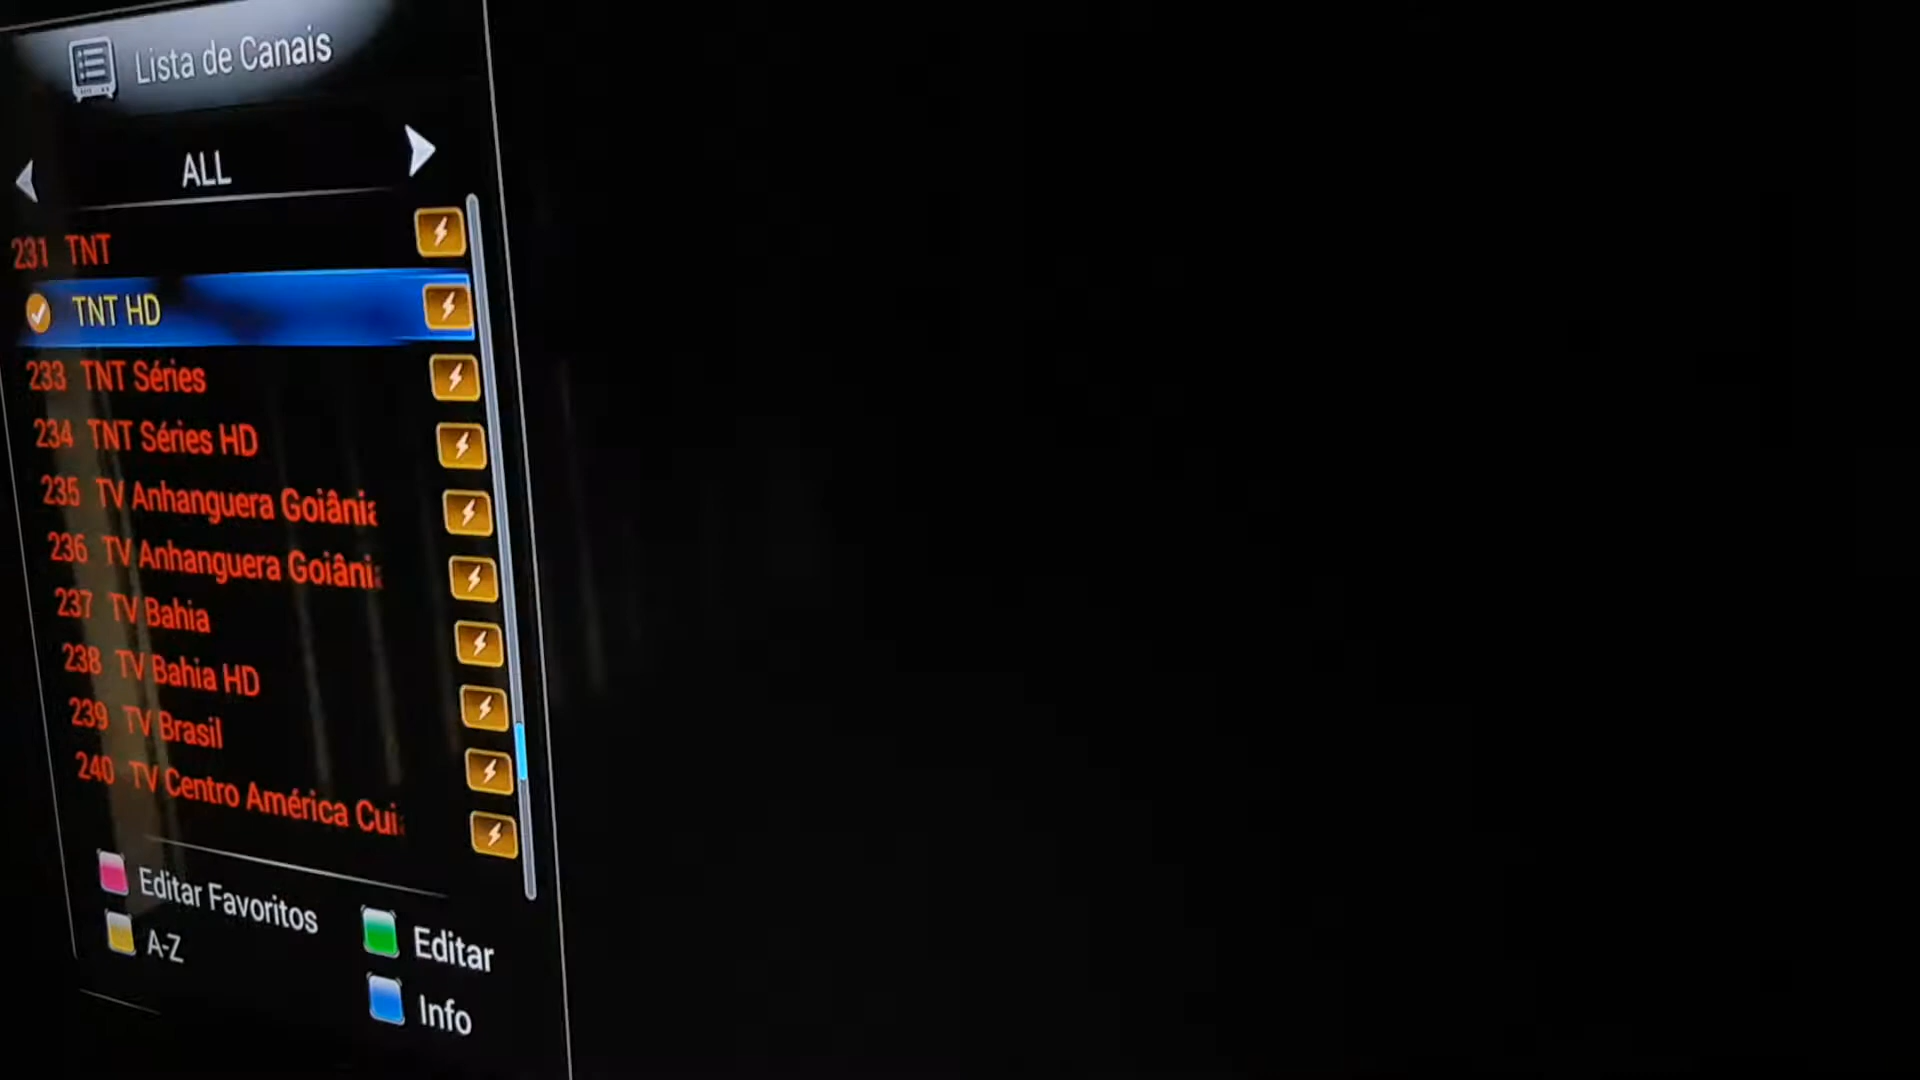 Lista de Canais
ALL
231 TNT
TNT HD
233 TNT Séries
234 TNT Séries HD
235 TV Anhanguera Goiânia
236 TV Anhanguera Goiâni
237 TV Bahia
238 TV Bahia HD
239 TV Brasil
240 TV Centro América Cui
Editar Favoritos
Editar
A-Z
Info